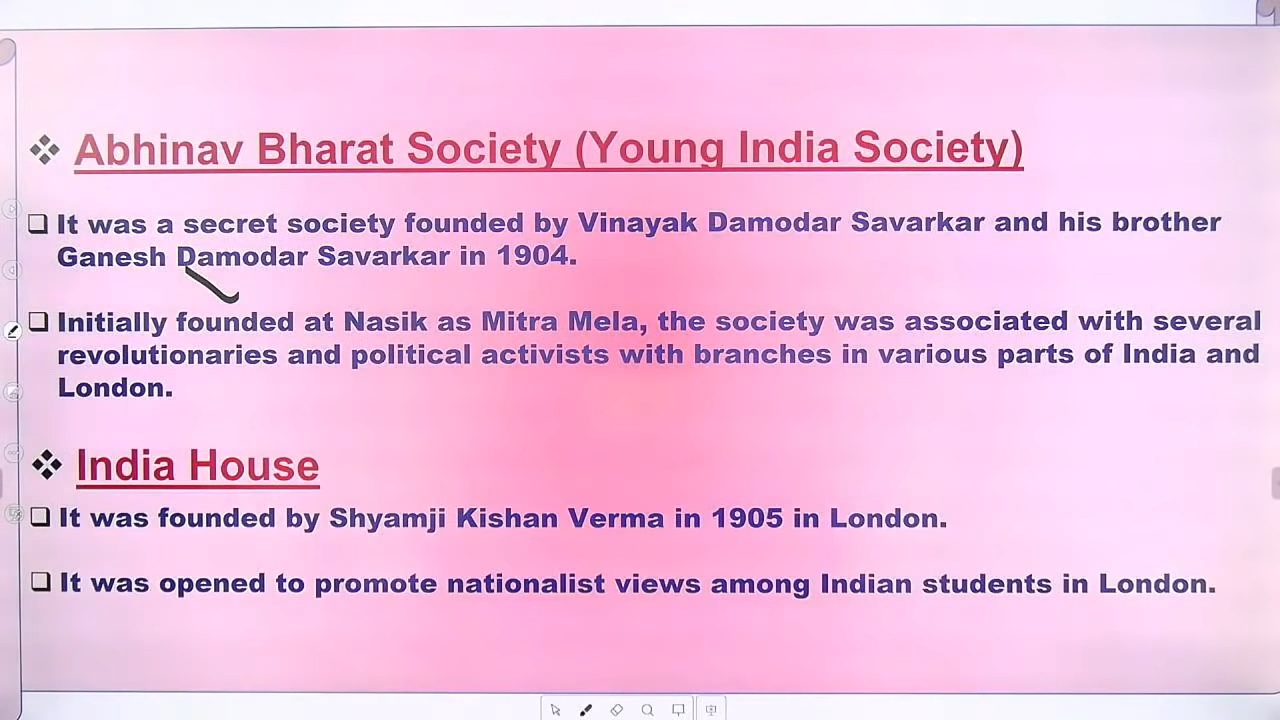 Abhinav Bharat Society (Young India Society)
It was a secret society founded by Vinayak Damodar Savarkar and his brother
Ganesh Damodar Savarkar in 1904.
Initially founded at Nasik as Mitra Mela, the society was associated with several
revolutionaries and political activists with branches in various parts of India and
London.
India House
It was founded by Shyamji Kishan Verma in 1905 in London.
It was opened to promote nationalist views among Indian students in London.